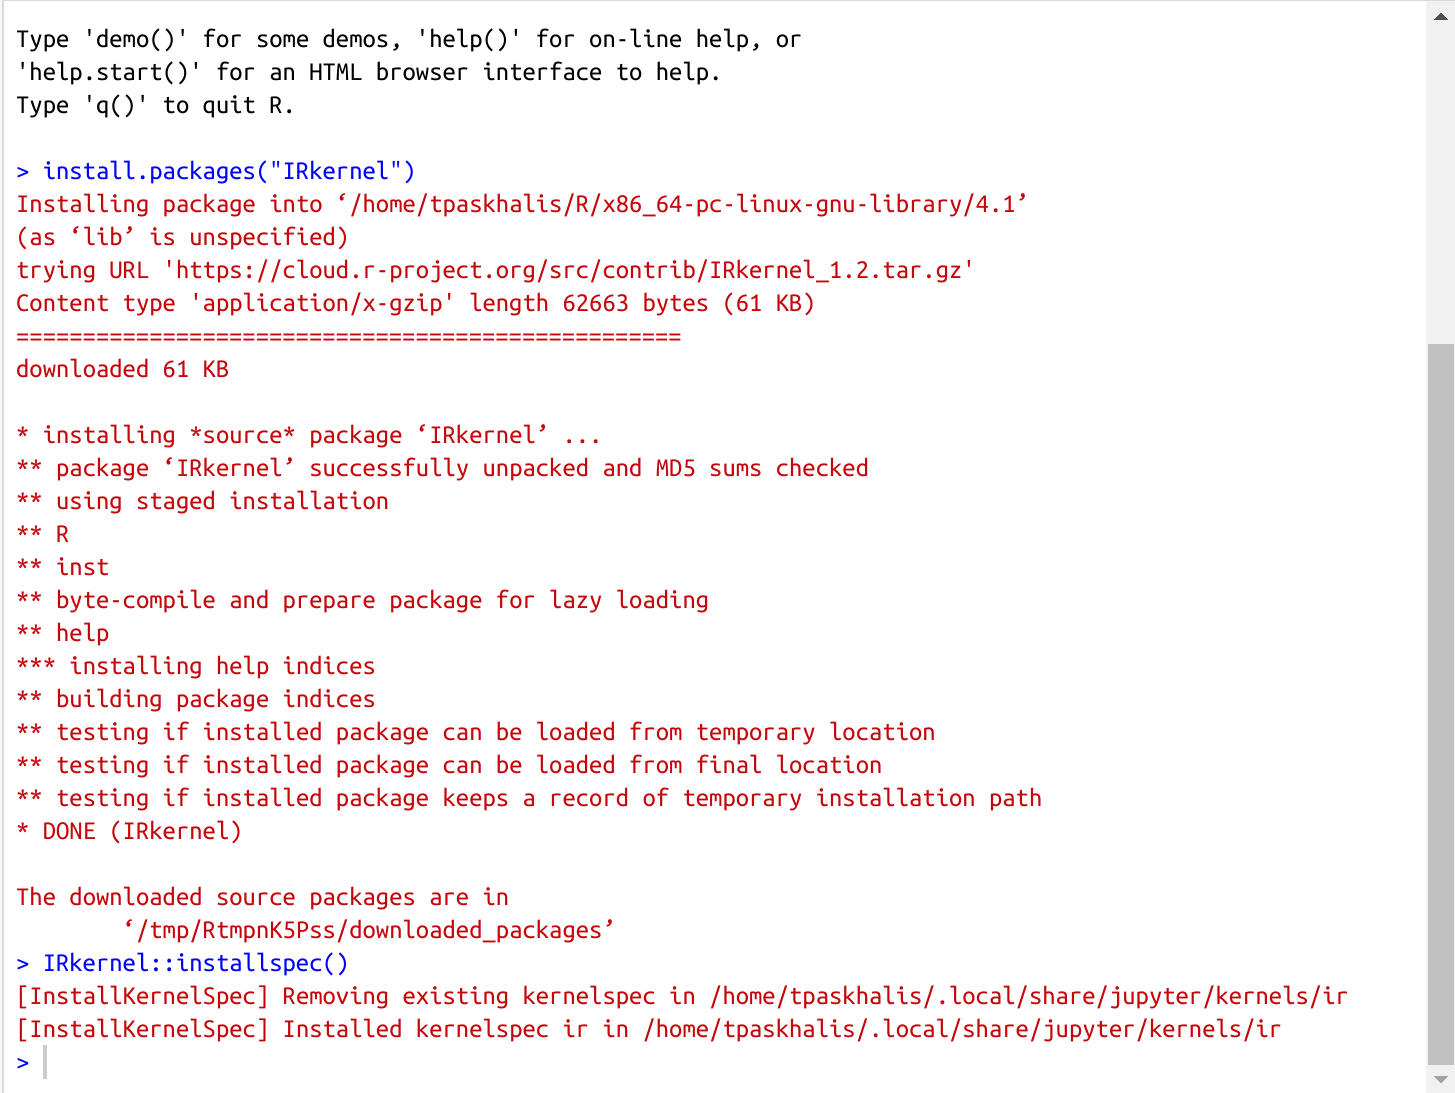 Type 'demo()' for some demos, 'help()' for on-line help, or
'help.start()' for an HTML browser interface to help.
Type 'q()' to quit R.

> install.packages("IRkernel")
Installing package into ‘/home/tpaskhalis/R/x86_64-pc-linux-gnu-library/4.1’
(as ‘lib’ is unspecified)
trying URL 'https://cloud.r-project.org/src/contrib/IRkernel_1.2.tar.gz'
Content type 'application/x-gzip' length 62663 bytes (61 KB)
==================================================
downloaded 61 KB

* installing *source* package ‘IRkernel’ ...
** package ‘IRkernel’ successfully unpacked and MD5 sums checked
** using staged installation
** R
** inst
** byte-compile and prepare package for lazy loading
** help
*** installing help indices
** building package indices
** testing if installed package can be loaded from temporary location
** testing if installed package can be loaded from final location
** testing if installed package keeps a record of temporary installation path
* DONE (IRkernel)

The downloaded source packages are in
        ‘/tmp/RtmpnK5Pss/downloaded_packages’
> IRkernel::installspec()
[InstallKernelSpec] Removing existing kernelspec in /home/tpaskhalis/.local/share/jupyter/kernels/ir
[InstallKernelSpec] Installed kernelspec ir in /home/tpaskhalis/.local/share/jupyter/kernels/ir
>